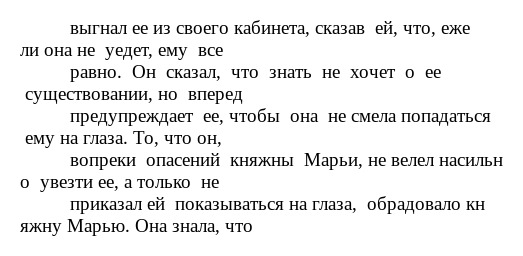 выгнал ее из своего кабинета, сказав ей, что, еже
ли она не уедет, ему все
равно. Он сказал, что знать не хочет о ее
существовании, но вперед
предупреждает ее, чтобы она не смела попадаться
ему на глаза. То, что он,
вопреки опасений княжны Марьи, не велел насильн
о увезти ее, а только не
приказал ей показываться на глаза, обрадовало кн
яжну Марью. Она знала, что